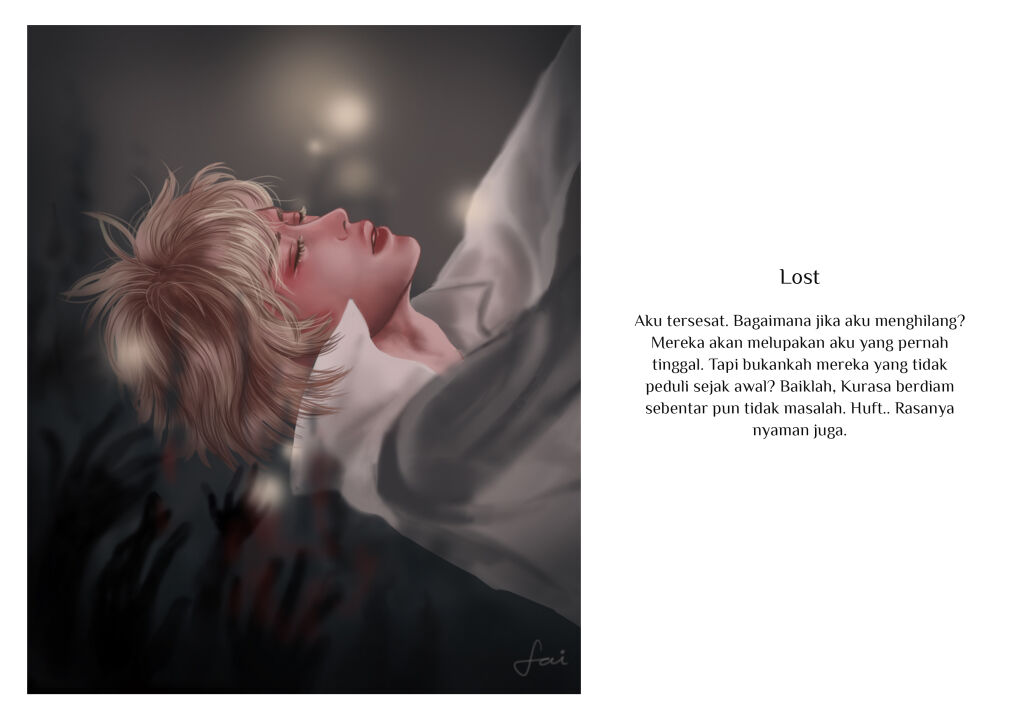 Lost
Aku tersesat. Bagaimana jika aku menghilang?
Mereka akan melupakan aku yang pernah
tinggal. Tapi bukankah mereka yang tidak
peduli sejak awal? Baiklah, Kurasa berdiam
sebentar pun tidak masalah. Huft.. Rasanya
nyaman juga.
fai